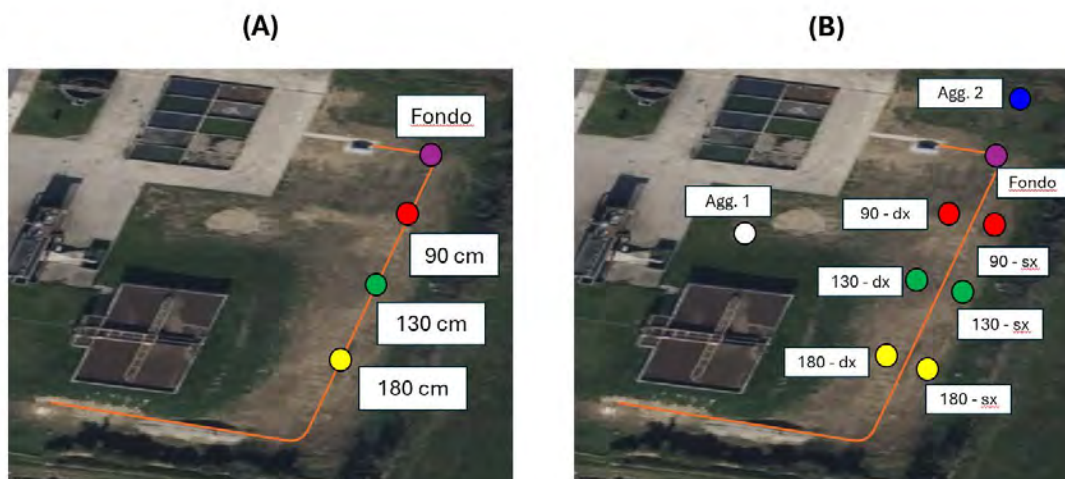 (A)
(B)
Fondo
90 cm
130 cm
180 cm
Agg. 2
Fondo
Agg. 1
90 - dx
90 - sx
130 - dx
130 - sx
180 - dx
180 - sx